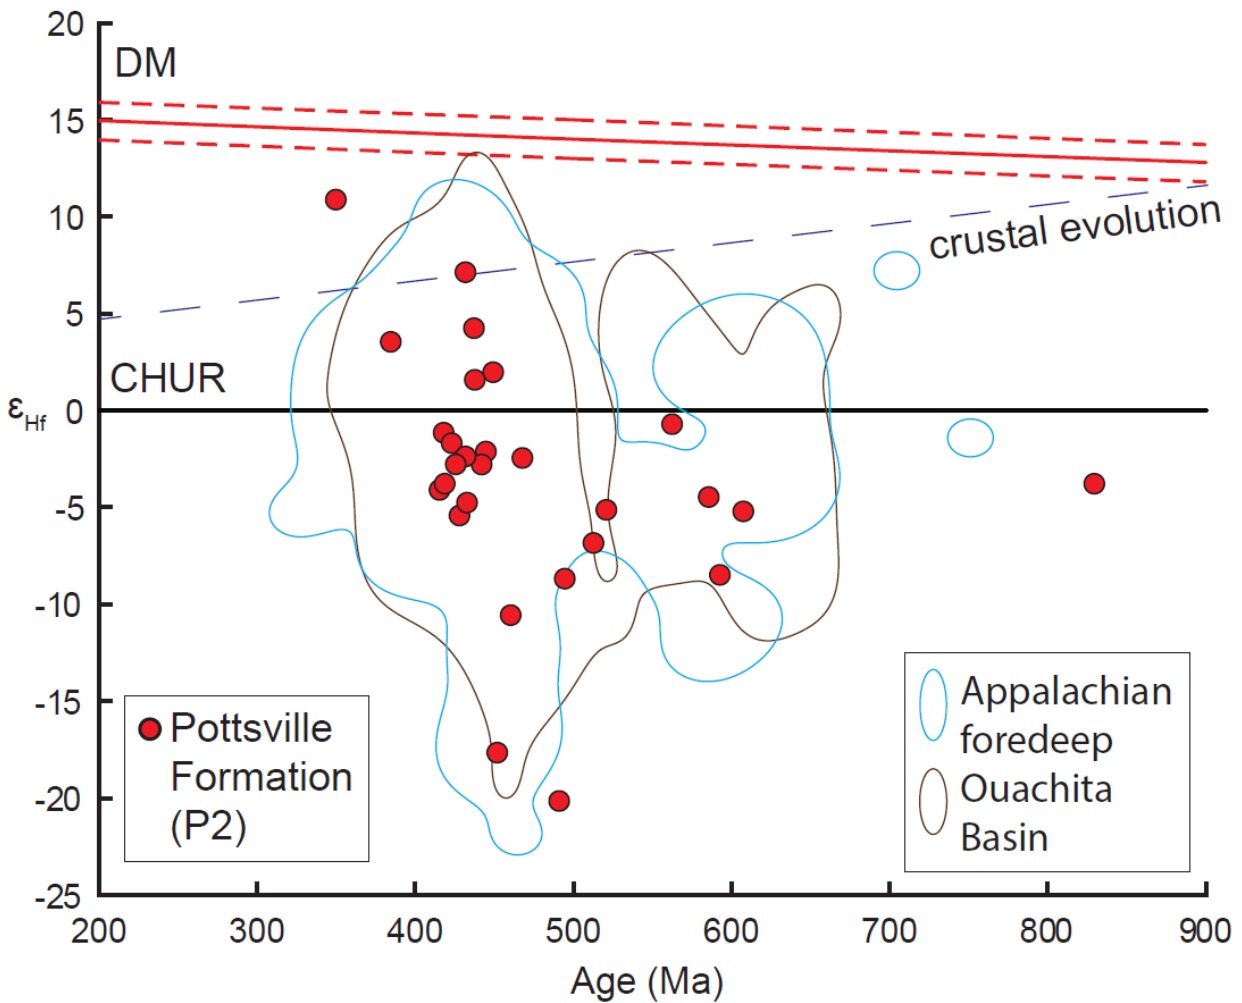 20
DM
15
10
crustal evolution
5
CHUR
εHf
0
-5
-10
-15
-20
-25
Pottsville
Formation
(P2)
Appalachian
foredeep
Ouachita
Basin
200 300 400 500 600 700 800 900
Age (Ma)